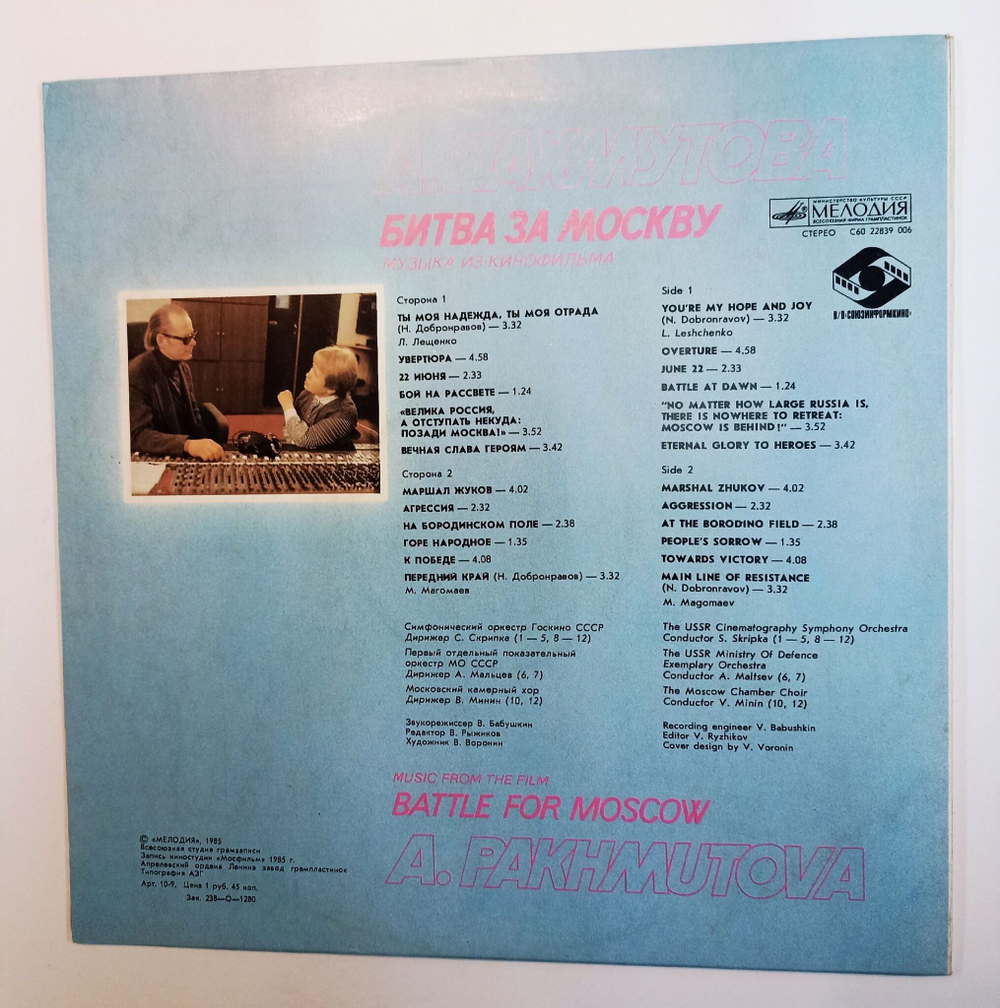 А.ПАХМУТОВА
БИТВА ЗА МОСКВУ
МУЗЫКА ИЗ КИНОФИЛЬМА
МИНИСТЕРСТВО КУЛЬТУРЫ СССР
МЕЛОДИЯ
ВСЕСОЮЗНАЯ ФИРМА ГРАМПЛАСТИНОК
СТЕРЕО С60 22839 006
В/О·СОЮЗИНФОРМКИНО·
Сторона 1
ТЫ МОЯ НАДЕЖДА, ТЫ МОЯ ОТРАДА
(Н. Добронравов) — 3.32
Л. Лещенко
УВЕРТЮРА — 4.58
22 ИЮНЯ — 2.33
БОЙ НА РАССВЕТЕ — 1.24
«ВЕЛИКА РОССИЯ,
А ОТСТУПАТЬ НЕКУДА:
ПОЗАДИ МОСКВА!» — 3.52
ВЕЧНАЯ СЛАВА ГЕРОЯМ — 3.42
Сторона 2
МАРШАЛ ЖУКОВ — 4.02
АГРЕССИЯ — 2.32
НА БОРОДИНСКОМ ПОЛЕ — 2.38
ГОРЕ НАРОДНОЕ — 1.35
К ПОБЕДЕ — 4.08
ПЕРЕДНИЙ КРАЙ (Н. Добронравов) — 3.32
М. Магомаев
Симфонический оркестр Госкино СССР
Дирижер С. Скрипка (1 — 5, 8 — 12)
Первый отдельный показательный
оркестр МО СССР
Дирижер А. Мальцев (6, 7)
Московский камерный хор
Дирижер В. Минин (10, 12)
Звукорежиссер В. Бабушкин
Редактор В. Рыжиков
Художник В. Воронин
Side 1
YOU'RE MY HOPE AND JOY
(N. Dobronravov) — 3.32
L. Leshchenko
OVERTURE — 4.58
JUNE 22 — 2.33
BATTLE AT DAWN — 1.24
"NO MATTER HOW LARGE RUSSIA IS,
THERE IS NOWHERE TO RETREAT:
MOSCOW IS BEHIND!" — 3.52
ETERNAL GLORY TO HEROES — 3.42
Side 2
MARSHAL ZHUKOV — 4.02
AGGRESSION — 2.32
AT THE BORODINO FIELD — 2.38
PEOPLE'S SORROW — 1.35
TOWARDS VICTORY — 4.08
MAIN LINE OF RESISTANCE
(N. Dobronravov) — 3.32
M. Magomaev
The USSR Cinematography Symphony Orchestra
Conductor S. Skripka (1 — 5, 8 — 12)
The USSR Ministry Of Defence
Exemplary Orchestra
Conductor A. Maltsev (6, 7)
The Moscow Chamber Choir
Conductor V. Minin (10, 12)
Recording engineer V. Babushkin
Editor V. Ryzhikov
Cover design by V. Voronin
MUSIC FROM THE FILM
BATTLE FOR MOSCOW
A. PAKHMUTOVA
© «МЕЛОДИЯ», 1985
Всесоюзная студия грамзаписи
Запись киностудии «Мосфильм» 1985 г.
Апрелевский ордена Ленина завод грампластинок
Типография АЗГ
Арт. 10-9. Цена 1 руб. 45 коп.
Зак. 238—О—1280